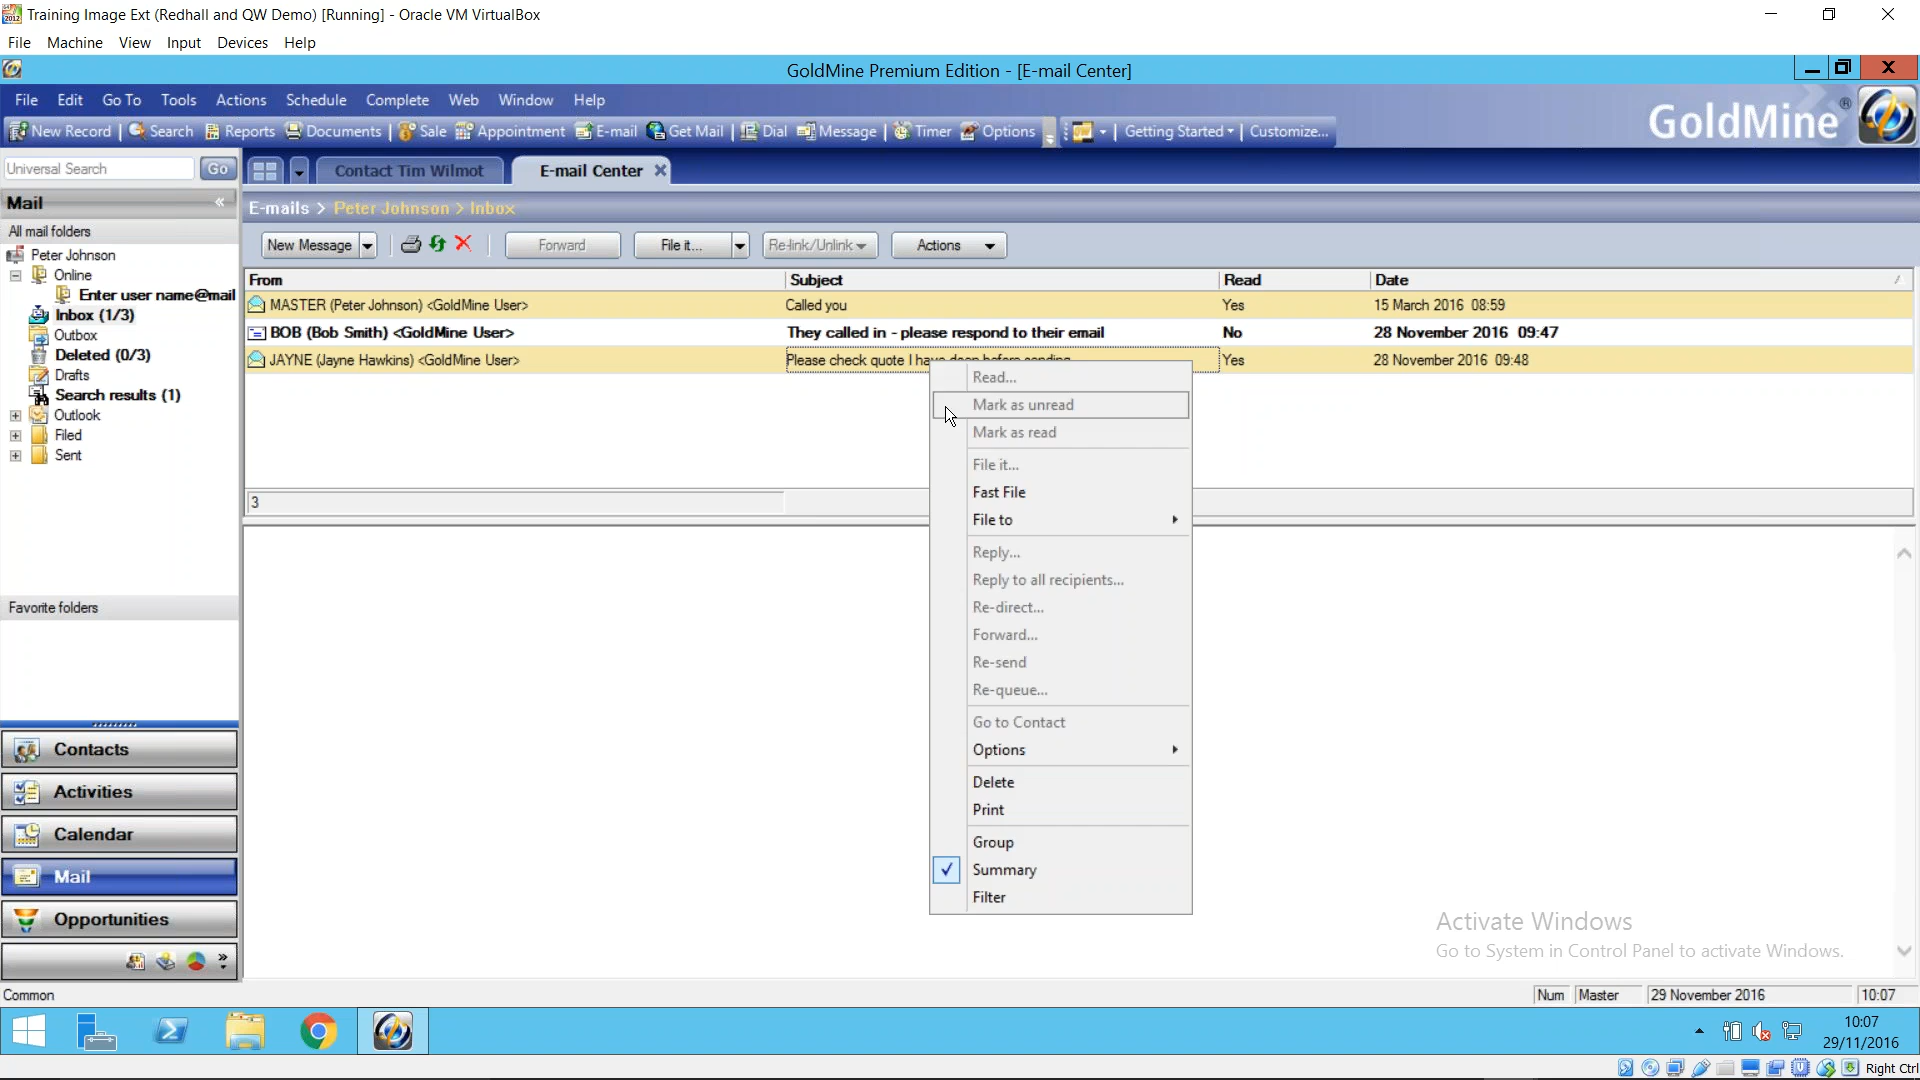 Training Image Ext (Redhall and QW Demo) [Running] - Oracle VM VirtualBox
File Machine View Input Devices Help
GoldMine Premium Edition - [E-mail Center]
File Edit Go To Tools Actions Schedule Complete Web Window Help
New Record Search Reports Documents Sale Appointment E-mail Get Mail Dial Message Timer Options Getting Started Customize...
GoldMine ®
Universal Search Go
Contact Tim Wilmot E-mail Center
Mail
E-mails > Peter Johnson > Inbox
All mail folders
New Message Forward File it... Re-link/Unlink Actions
Peter Johnson
Online
Enter user name@mail
Inbox (1/3)
Outbox
Deleted (0/3)
Drafts
Search results (1)
Outlook
Filed
Sent
From Subject Read Date
MASTER (Peter Johnson) <GoldMine User> Called you Yes 15 March 2016 08:59
BOB (Bob Smith) <GoldMine User> They called in - please respond to their email No 28 November 2016 09:47
JAYNE (Jayne Hawkins) <GoldMine User> Please check quote I have Yes 28 November 2016 09:48
3
Read...
Mark as unread
Mark as read
File it...
Fast File
File to
Reply...
Reply to all recipients...
Re-direct...
Forward...
Re-send
Re-queue...
Go to Contact
Options
Delete
Print
Group
Summary
Filter
Favorite folders
Contacts
Activities
Calendar
Mail
Opportunities
Activate Windows
Go to System in Control Panel to activate Windows.
Common Num Master 29 November 2016 10:07
10:07
29/11/2016
Right Ctrl